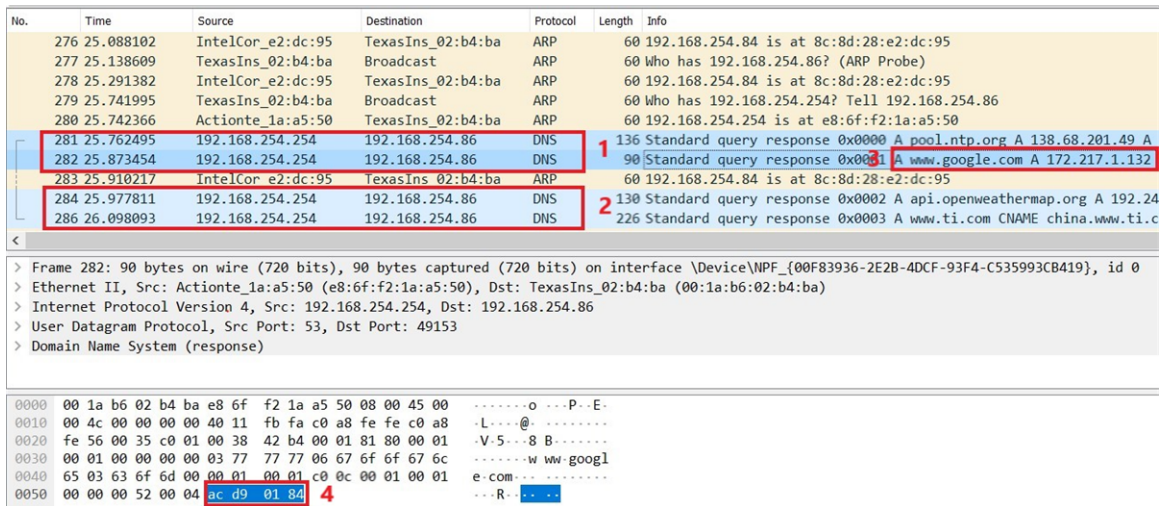 No. Time Source Destination Protocol Length Info
276 25.088102 IntelCor_e2:dc:95 TexasIns_02:b4:ba ARP 60 192.168.254.84 is at 8c:8d:28:e2:dc:95
277 25.138609 TexasIns_02:b4:ba Broadcast ARP 60 Who has 192.168.254.86? (ARP Probe)
278 25.291382 IntelCor_e2:dc:95 TexasIns_02:b4:ba ARP 60 192.168.254.84 is at 8c:8d:28:e2:dc:95
279 25.741995 TexasIns_02:b4:ba Broadcast ARP 60 Who has 192.168.254.254? Tell 192.168.254.86
280 25.742366 Actionte_1a:a5:50 TexasIns_02:b4:ba ARP 60 192.168.254.254 is at e8:6f:f2:1a:a5:50
281 25.762495 192.168.254.254 192.168.254.86 DNS 1 136 Standard query response 0x0000 A pool.ntp.org A 138.68.201.49 A
282 25.873454 192.168.254.254 192.168.254.86 DNS 90 Standard query response 0x0001 3 A www.google.com A 172.217.1.132
283 25.910217 IntelCor_e2:dc:95 TexasIns_02:b4:ba ARP 60 192.168.254.84 is at 8c:8d:28:e2:dc:95
284 25.977811 192.168.254.254 192.168.254.86 DNS 2 130 Standard query response 0x0002 A api.openweathermap.org A 192.24
286 26.098093 192.168.254.254 192.168.254.86 DNS 226 Standard query response 0x0003 A www.ti.com CNAME china.www.ti.c
> Frame 282: 90 bytes on wire (720 bits), 90 bytes captured (720 bits) on interface \Device\NPF_{00F83936-2E2B-4DCF-93F4-C535993CB419}, id 0
> Ethernet II, Src: Actionte_1a:a5:50 (e8:6f:f2:1a:a5:50), Dst: TexasIns_02:b4:ba (00:1a:b6:02:b4:ba)
> Internet Protocol Version 4, Src: 192.168.254.254, Dst: 192.168.254.86
> User Datagram Protocol, Src Port: 53, Dst Port: 49153
> Domain Name System (response)
0000 00 1a b6 02 b4 ba e8 6f f2 1a a5 50 08 00 45 00 ·······o ···P··E·
0010 00 4c 00 00 00 00 40 11 fb fa c0 a8 fe fe c0 a8 ·L····@· ········
0020 fe 56 00 35 c0 01 00 38 42 b4 00 01 81 80 00 01 ·V·5···8 B·······
0030 00 01 00 00 00 00 03 77 77 77 06 67 6f 6f 67 6c ·······w ww·googl
0040 65 03 63 6f 6d 00 00 01 00 01 c0 0c 00 01 00 01 e·com··· ········
0050 00 00 00 52 00 04 ac d9 01 84 4 ···R···· ··